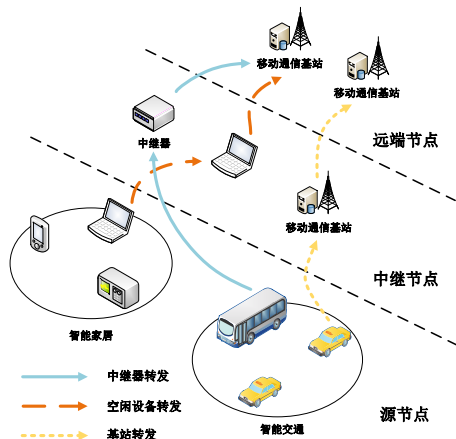 移动通信基站
移动通信基站
远端节点
中继器
移动通信基站
中继节点
智能家居
中继器转发
空闲设备转发
基站转发
智能交通
源节点